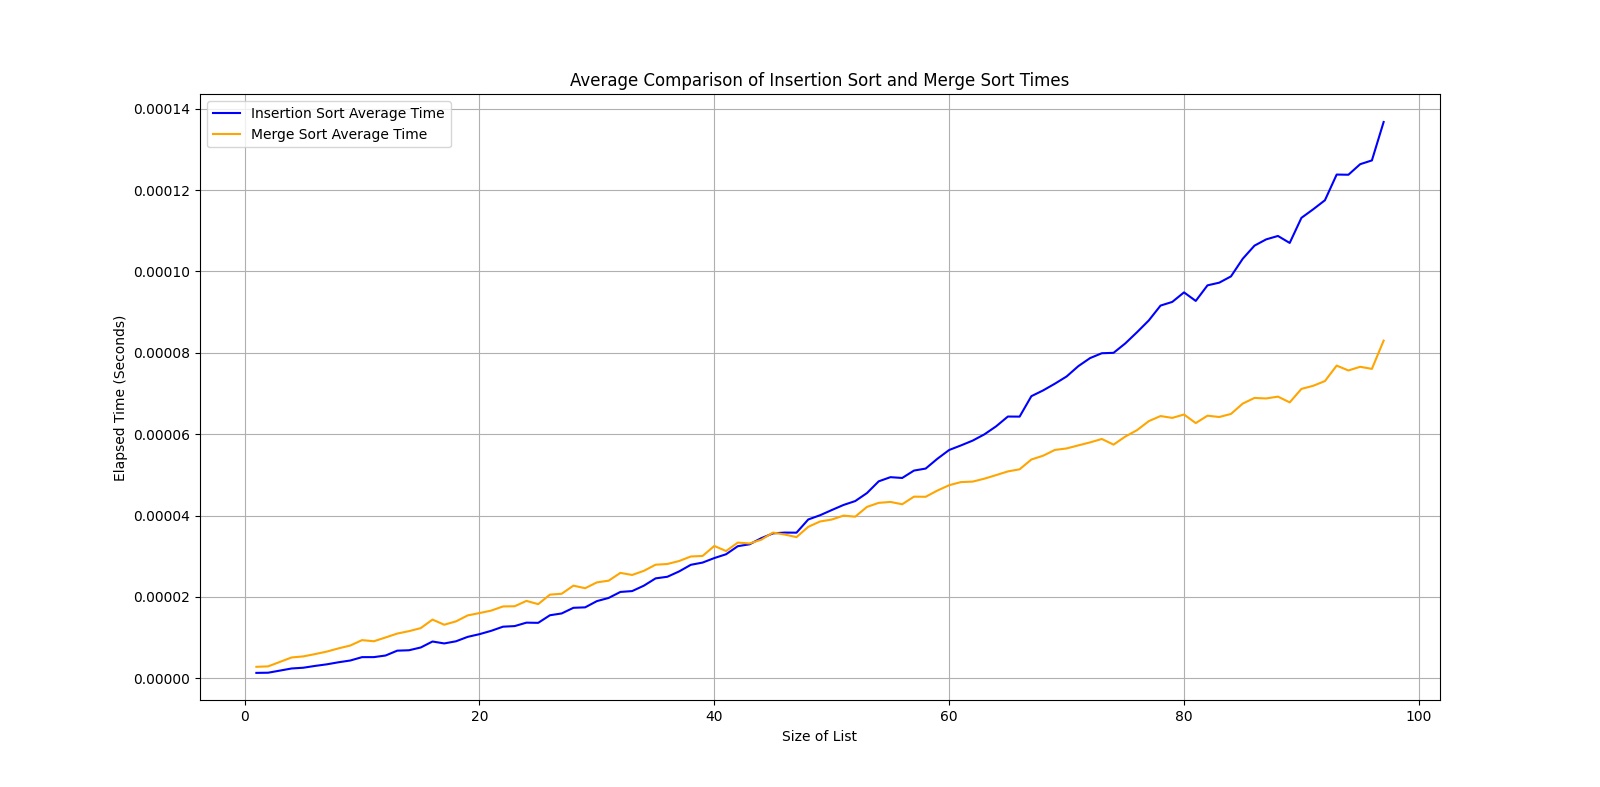 Average Comparison of Insertion Sort and Merge Sort Times
Insertion Sort Average Time
Merge Sort Average Time
Elapsed Time (Seconds)
0.00014
0.00012
0.00010
0.00008
0.00006
0.00004
0.00002
0.00000
0 20 40 60 80 100
Size of List